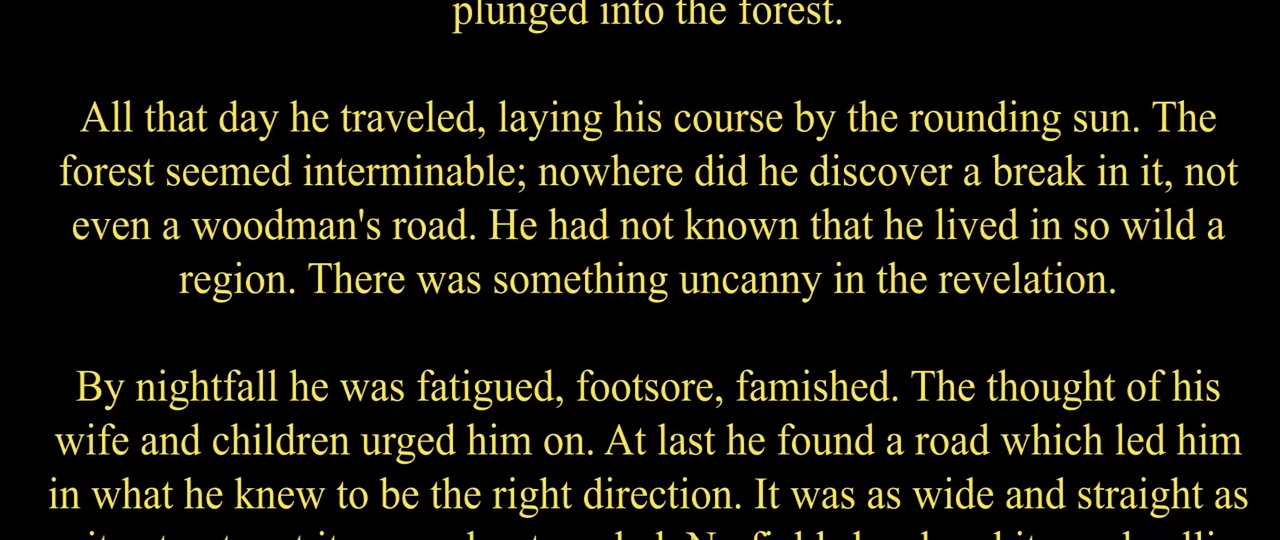 plunged into the forest.
All that day he traveled, laying his course by the rounding sun. The
forest seemed interminable; nowhere did he discover a break in it, not
even a woodman's road. He had not known that he lived in so wild a
region. There was something uncanny in the revelation.
By nightfall he was fatigued, footsore, famished. The thought of his
wife and children urged him on. At last he found a road which led him
in what he knew to be the right direction. It was as wide and straight as